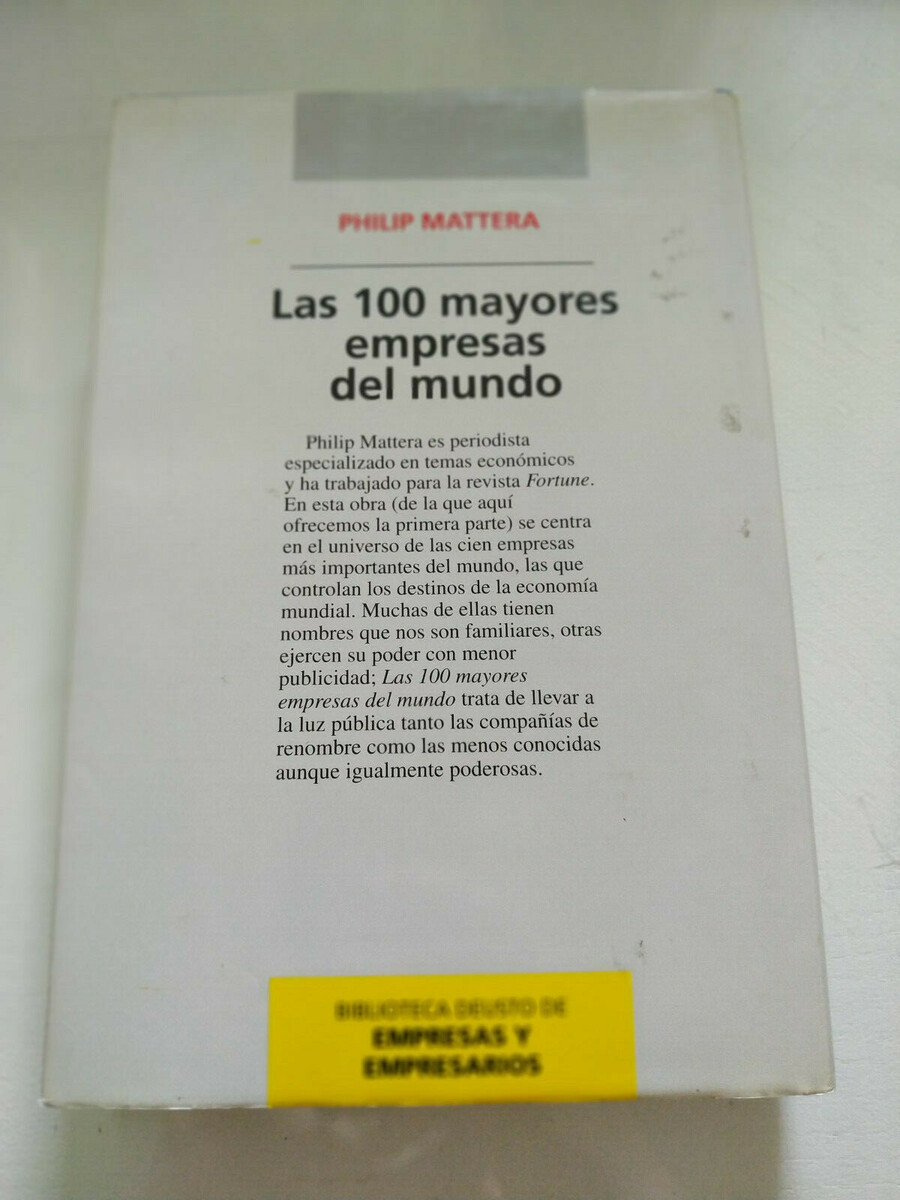 PHILIP MATTERA
Las 100 mayores
empresas
del mundo
Philip Mattera es periodista
especializado en temas económicos
y ha trabajado para la revista Fortune.
En esta obra (de la que aquí
ofrecemos la primera parte) se centra
en el universo de las cien empresas
más importantes del mundo, las que
controlan los destinos de la economía
mundial. Muchas de ellas tienen
nombres que nos son familiares, otras
ejercen su poder con menor
publicidad; Las 100 mayores
empresas del mundo trata de llevar a
la luz pública tanto las compañías de
renombre como las menos conocidas
aunque igualmente poderosas.
BIBLIOTECA DEUSTO DE
EMPRESAS Y
EMPRESARIOS